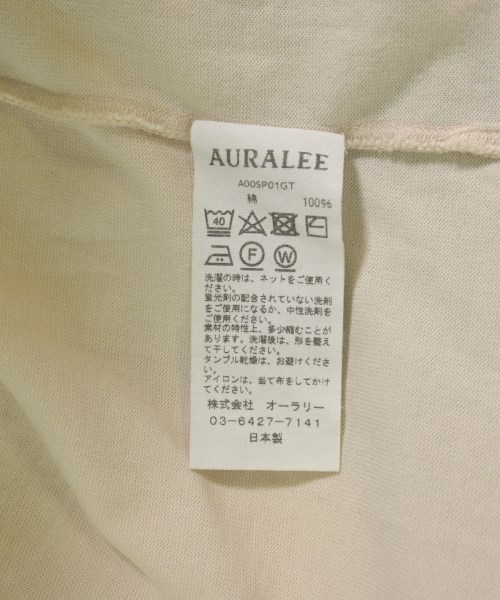 AURALEE
A00SP01GT
綿 100%
40
F W
洗濯の時は、ネットをご使用く
ださい。
蛍光剤の配合されていない洗剤
をご使用になるか、中性洗剤をご
使用ください。
素材の特性上、多少縮むことが
あります。洗濯後は、形を整え
て干してください。
タンブル乾燥は、お避けくださ
い。
アイロンは、当て布をしてかけ
てください。
株式会社 オーラリー
03-6427-7141
日本製